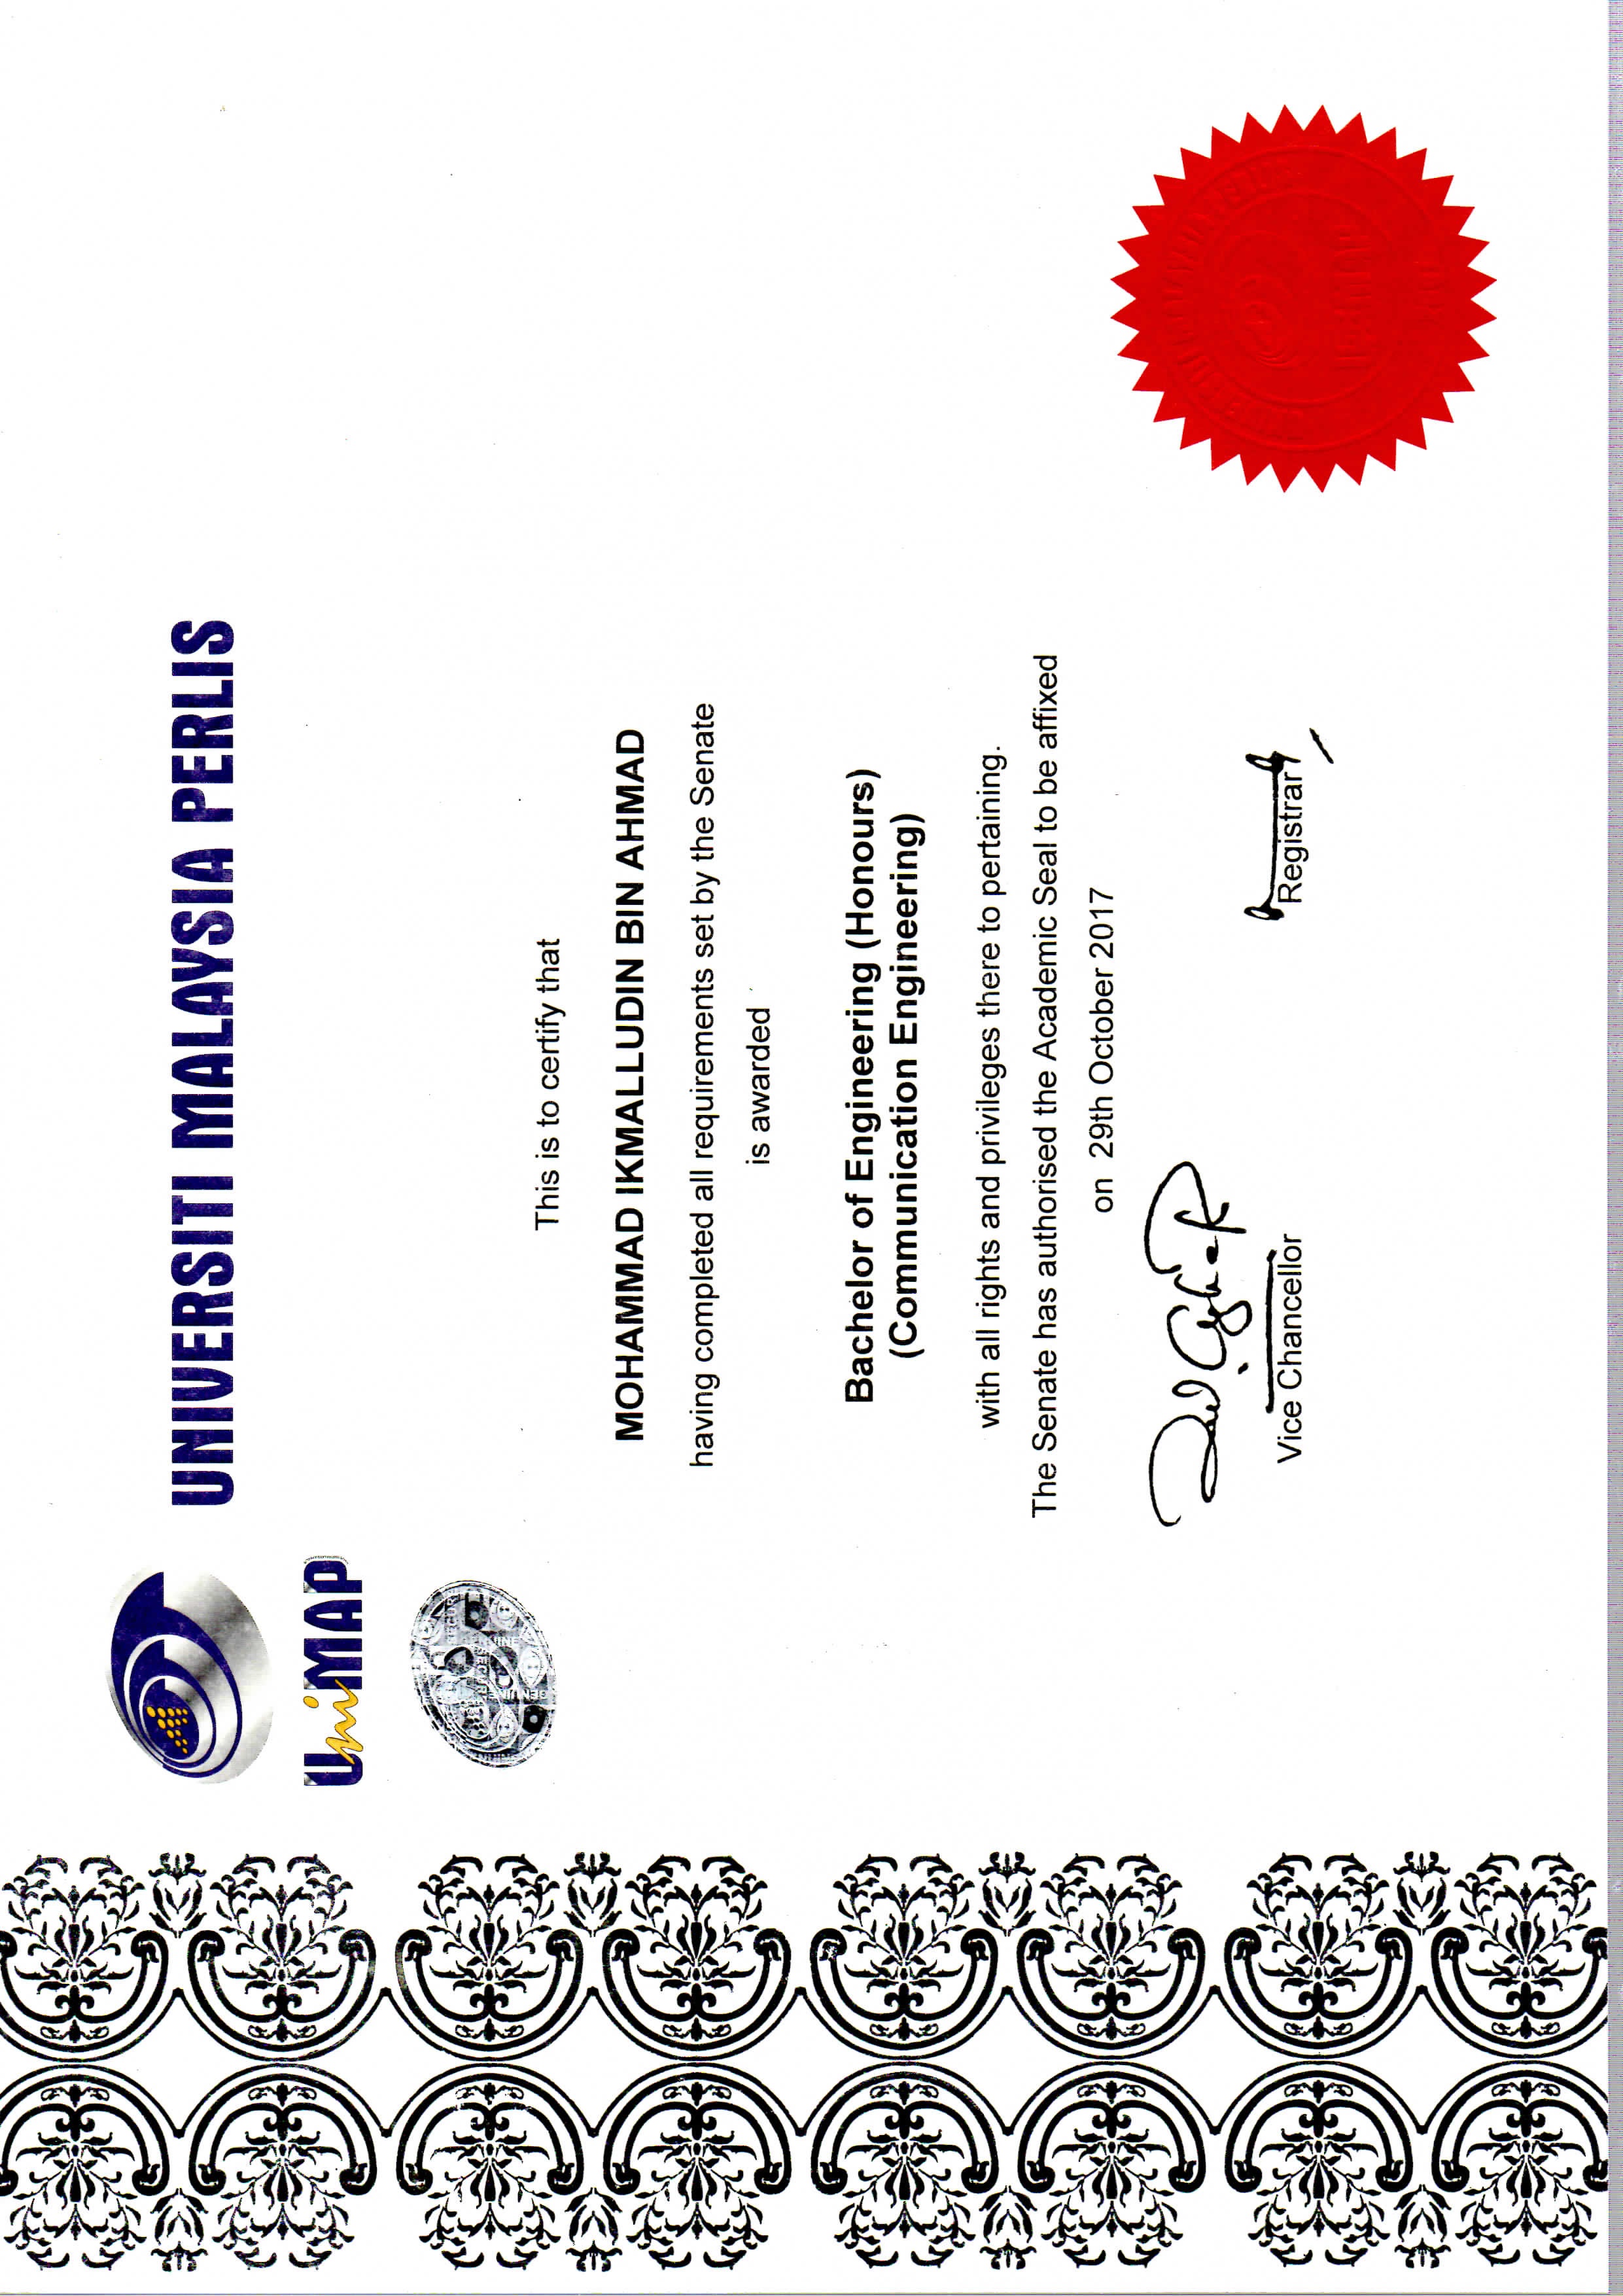 UNIVERSITI MALAYSIA PERLIS
UniMAP
SECURE
This is to certify that
MOHAMMAD IKMALLUDIN BIN AHMAD
having completed all requirements set by the Senate
is awarded
Bachelor of Engineering (Honours)
(Communication Engineering)
with all rights and privileges there to pertaining.
The Senate has authorised the Academic Seal to be affixed
on 29th October 2017
Vice Chancellor
Registrar
UniMAP